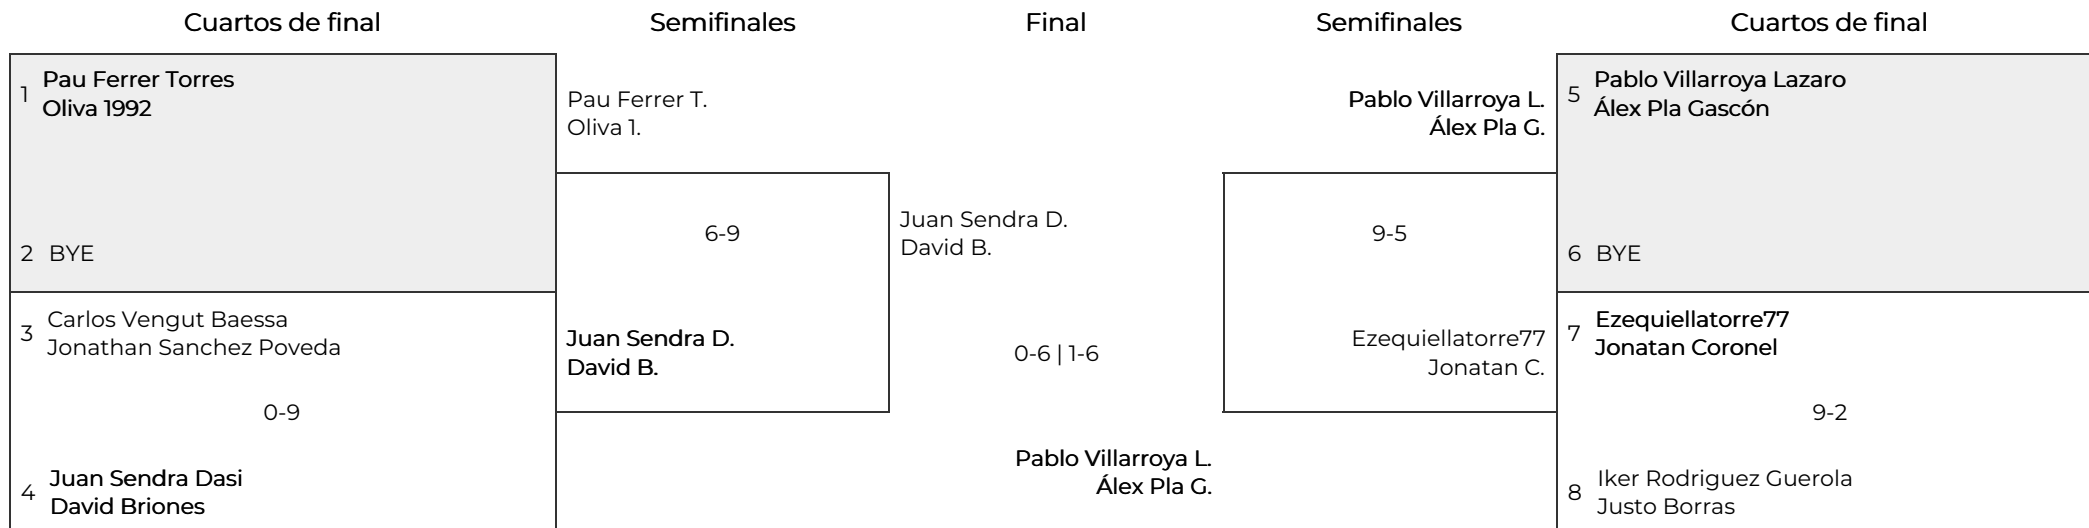 Cuartos de final
Semifinales
Final
Semifinales
Cuartos de final
1
Pau Ferrer Torres
Oliva 1992
2 BYE
3
Carlos Vengut Baessa
Jonathan Sanchez Poveda
0-9
4
Juan Sendra Dasi
David Briones
Pau Ferrer T.
Oliva 1.
6-9
Juan Sendra D.
David B.
Juan Sendra D.
David B.
0-6 | 1-6
Pablo Villarroya L.
Álex Pla G.
Pablo Villarroya L.
Álex Pla G.
9-5
Ezequiellatorre77
Jonatan C.
5
Pablo Villarroya Lazaro
Álex Pla Gascón
6 BYE
7
Ezequiellatorre77
Jonatan Coronel
9-2
8
Iker Rodriguez Guerola
Justo Borras